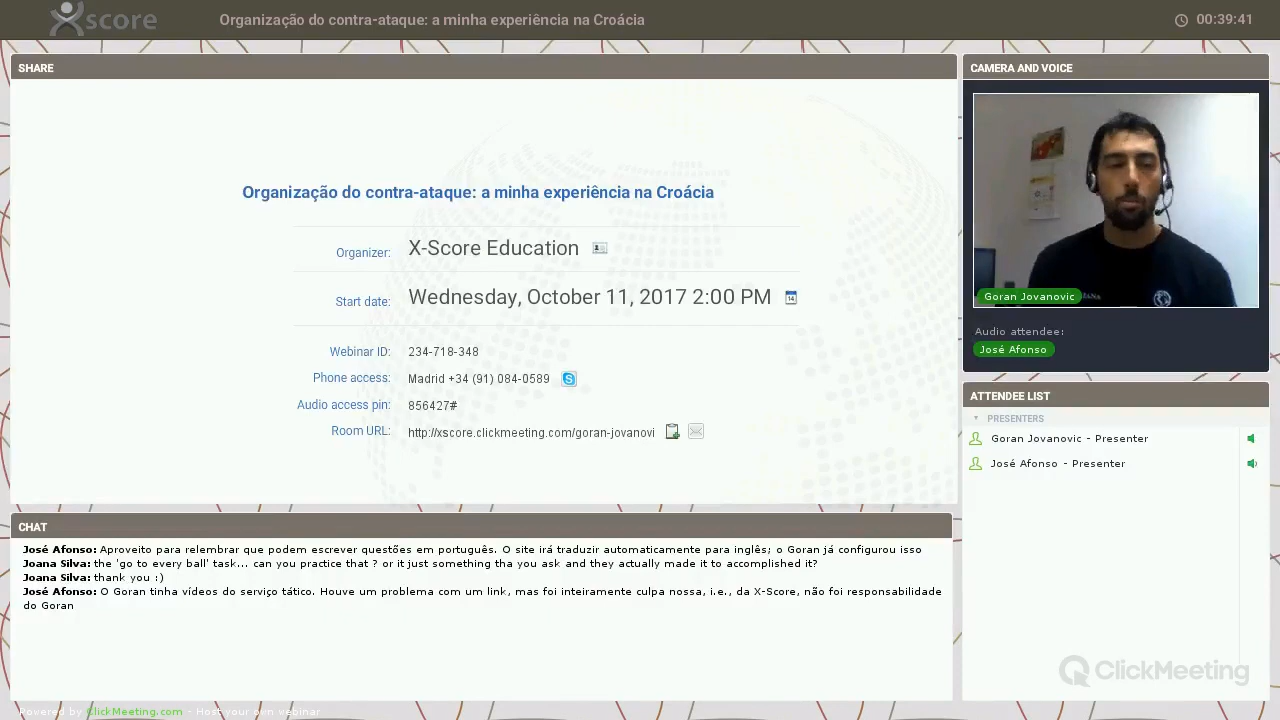 score
Organização do contra-ataque: a minha experiência na Croácia
00:39:41
SHARE
Organização do contra-ataque: a minha experiência na Croácia
Organizer: X-Score Education
Start date: Wednesday, October 11, 2017 2:00 PM
14
Webinar ID: 234-718-348
Phone access: Madrid +34 (91) 084-0589
Audio access pin: 856427#
Room URL: http://xscore.clickmeeting.com/goran-jovanovi
CAMERA AND VOICE
Goran Jovanovic
Audio attendee:
José Afonso
ATTENDEE LIST
PRESENTERS
Goran Jovanovic - Presenter
José Afonso - Presenter
CHAT
José Afonso: Aproveito para relembrar que podem escrever questões em português. O site irá traduzir automaticamente para inglês; o Goran já configurou isso
Joana Silva: the 'go to every ball' task... can you practice that ? or it just something tha you ask and they actually made it to accomplished it?
Joana Silva: thank you :)
José Afonso: O Goran tinha vídeos do serviço tático. Houve um problema com um link, mas foi inteiramente culpa nossa, i.e., da X-Score, não foi responsabilidade
do Goran
ClickMeeting
Powered by ClickMeeting.com - Host your own webinar